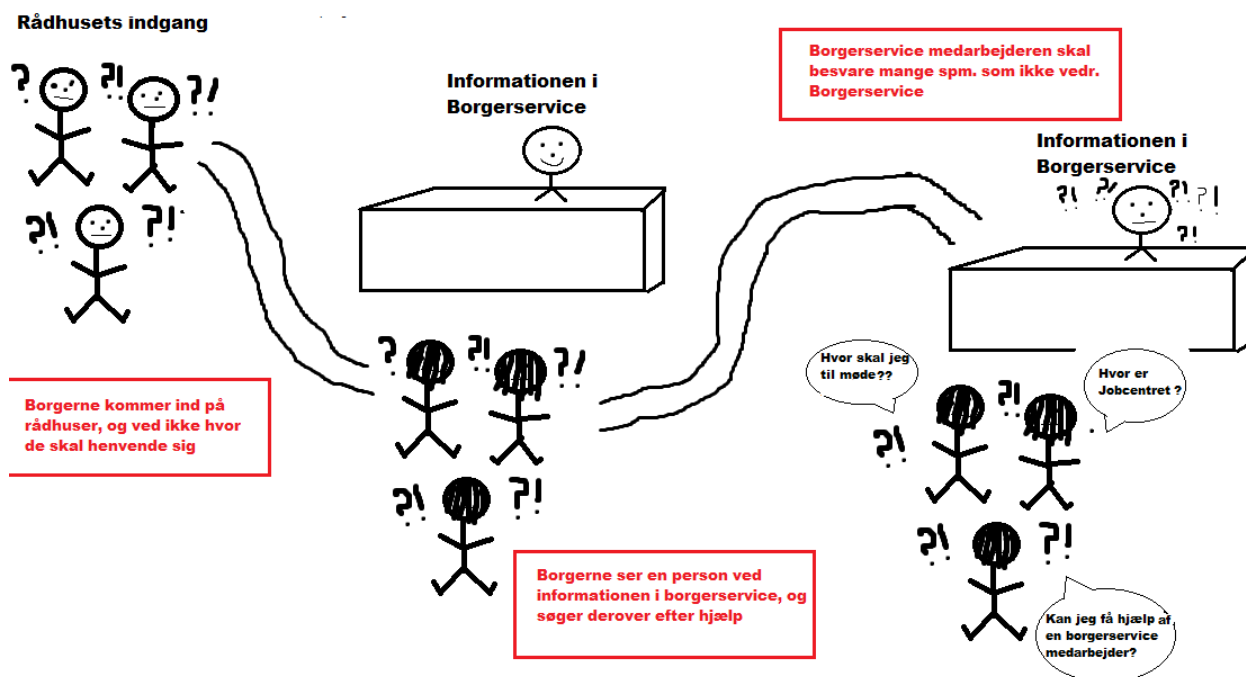 Rådhusets indgang
? ?! ?!
?! ?!
Borgerne kommer ind på
rådhuser, og ved ikke hvor
de skal henvende sig
Informationen i
Borgerservice
? ?! ?!
?! ?!
Borgerne ser en person ved
informationen i borgerservice, og
søger derover efter hjælp
Borgerservice medarbejderen skal
besvare mange spm. som ikke vedr.
Borgerservice
Informationen i
Borgerservice
?! ?! ?! ?!
?!
Hvor skal jeg
til møde??
Hvor er
Jobcentret ?
?!
?!
?! ?!
Kan jeg få hjælp af
en borgerservice
medarbejder?